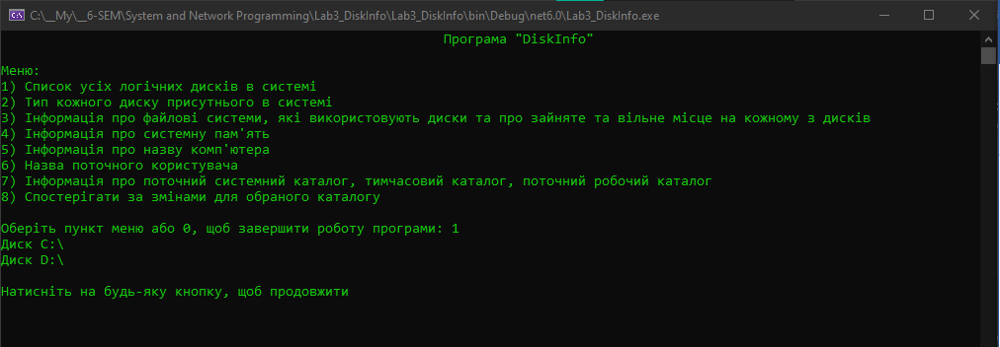 C:\__My\__6-SEM\System and Network Programming\Lab3_DiskInfo\Lab3_DiskInfo\bin\Debug\net6.0\Lab3_DiskInfo.exe
Програма "DiskInfo"
Меню:
1) Список усіх логічних дисків в системі
2) Тип кожного диску присутнього в системі
3) Інформація про файлові системи, які використовують диски та про зайняте та вільне місце на кожному з дисків
4) Інформація про системну пам'ять
5) Інформація про назву комп'ютера
6) Назва поточного користувача
7) Інформація про поточний системний каталог, тимчасовий каталог, поточний робочий каталог
8) Спостерігати за змінами для обраного каталогу
Оберіть пункт меню або 0, щоб завершити роботу програми: 1
Диск C:\
Диск D:\
Натисніть на будь-яку кнопку, щоб продовжити